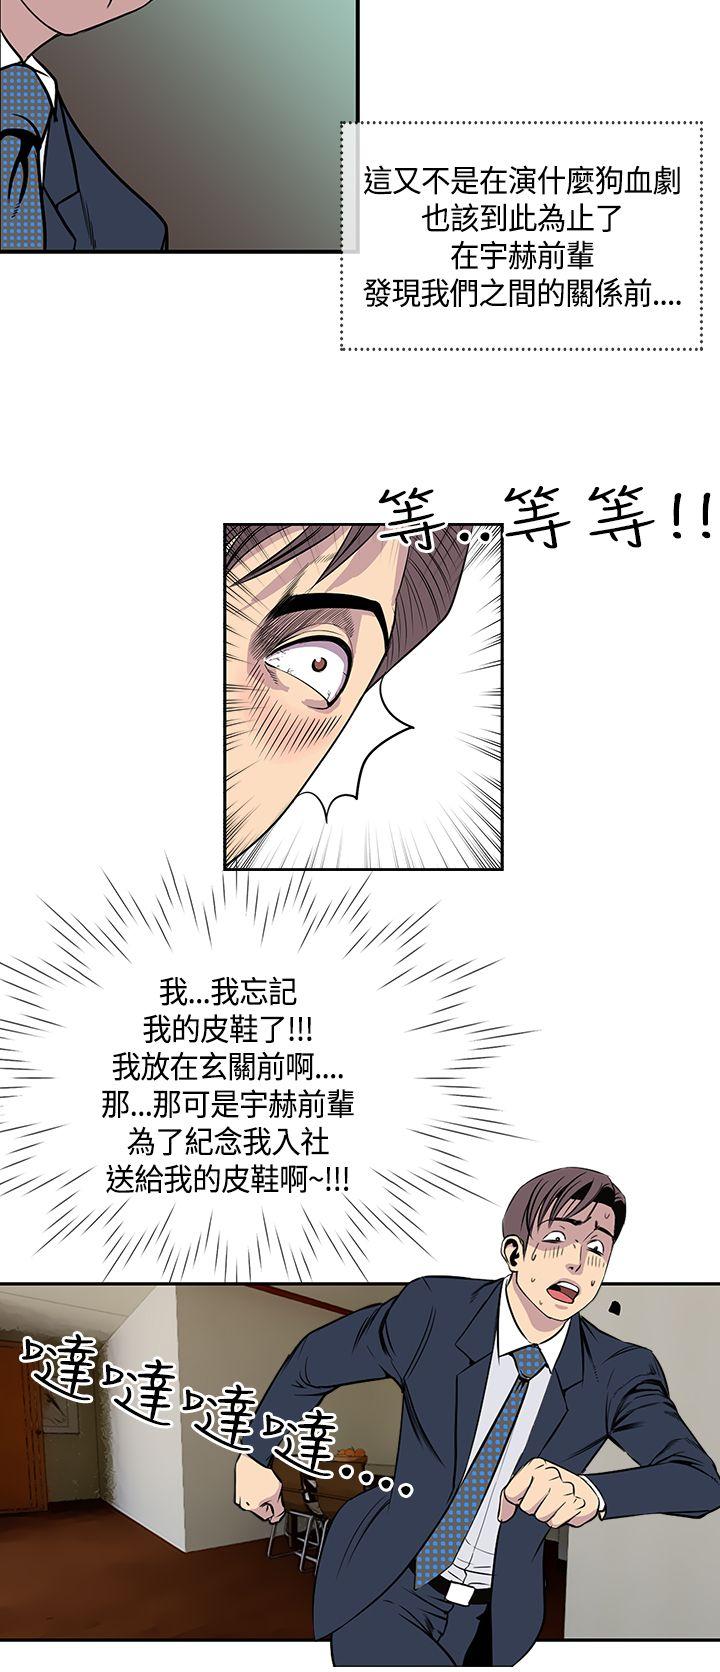 這又不是在演什麼狗血劇
也該到此為止了
在宇赫前輩
發現我們之間的關係前....
等..等等!!
我...我忘記
我的皮鞋了!!!
我放在玄關前啊....
那...那可是宇赫前輩
為了紀念我入社
送給我的皮鞋啊~!!!
噠噠噠噠....